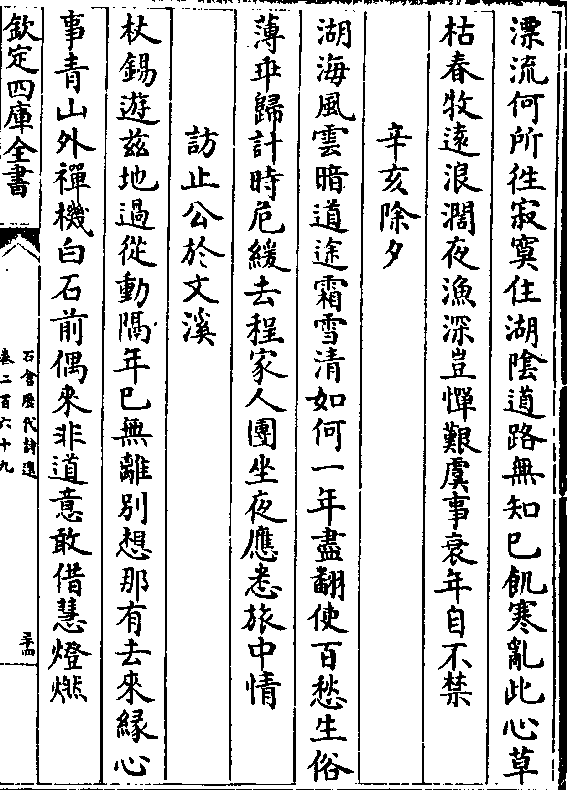 漂流何所往寂寞住湖陰道路無知已飢寒亂此心草
枯春牧逺浪濶夜漁深豈憚艱虞事衰年自不禁
辛亥除夕
湖海風雲暗道途霜雪清如何一年盡翻使百愁生俗
薄乖歸計時危緩去程家人團坐夜應悉旅中情
訪止公於文溪
杖錫遊兹地過從動隔年已無離别想那有去來縁心
事青山外禪機白石前偶來非道意敢借慧燈燃
欽定四庫全書
石倉歴代詩選
卷二百六十九